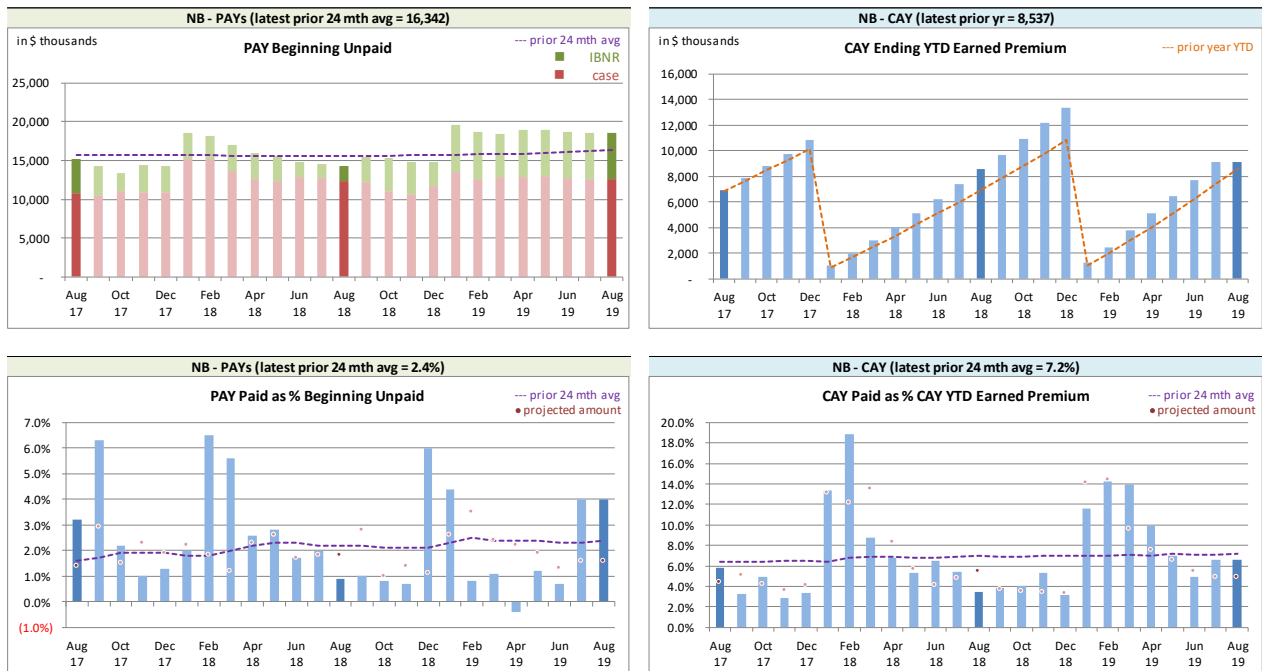 NB - PAYs (latest prior 24 mth avg = 16,342)
in $ thousands
PAY Beginning Unpaid
--- prior 24 mth avg
IBNR
case
25,000
20,000
15,000
10,000
5,000
-
Aug Oct Dec Feb Apr Jun Aug Oct Dec Feb Apr Jun Aug
17 17 17 18 18 18 18 18 18 19 19 19 19
NB - CAY (latest prior yr = 8,537)
in $ thousands
CAY Ending YTD Earned Premium
--- prior year YTD
16,000
14,000
12,000
10,000
8,000
6,000
4,000
2,000
-
Aug Oct Dec Feb Apr Jun Aug Oct Dec Feb Apr Jun Aug
17 17 17 18 18 18 18 18 18 19 19 19 19
NB - PAYs (latest prior 24 mth avg = 2.4%)
PAY Paid as % Beginning Unpaid
--- prior 24 mth avg
projected amount
7.0%
6.0%
5.0%
4.0%
3.0%
2.0%
1.0%
0.0%
(1.0%)
Aug Oct Dec Feb Apr Jun Aug Oct Dec Feb Apr Jun Aug
17 17 17 18 18 18 18 18 18 19 19 19 19
NB - CAY (latest prior 24 mth avg = 7.2%)
CAY Paid as % CAY YTD Earned Premium
--- prior 24 mth avg
projected amount
20.0%
18.0%
16.0%
14.0%
12.0%
10.0%
8.0%
6.0%
4.0%
2.0%
0.0%
Aug Oct Dec Feb Apr Jun Aug Oct Dec Feb Apr Jun Aug
17 17 17 18 18 18 18 18 18 19 19 19 19